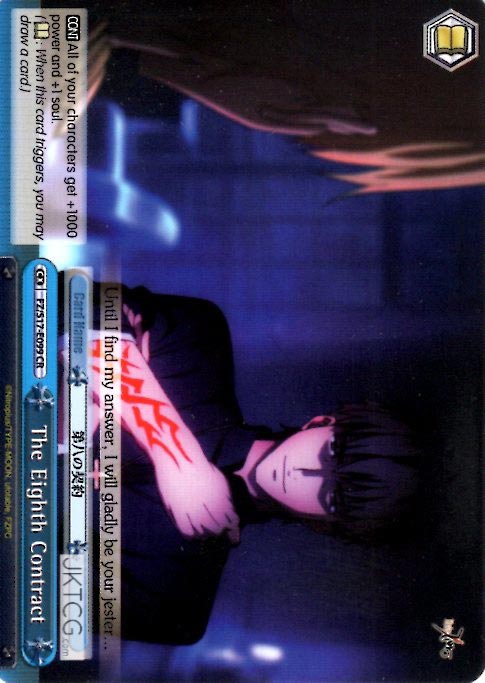 Until I find my answer, I will gladly be your jester...
CONT All of your characters get +1000
power and +1 soul.
( : When this card triggers, you may
draw a card.)
Card Name
第八の契約
JKTCG.com
CX
FZ/S17-E099 CR
The Eighth Contract
©Nitroplus/TYPE-MOON, ufotable, FZPC